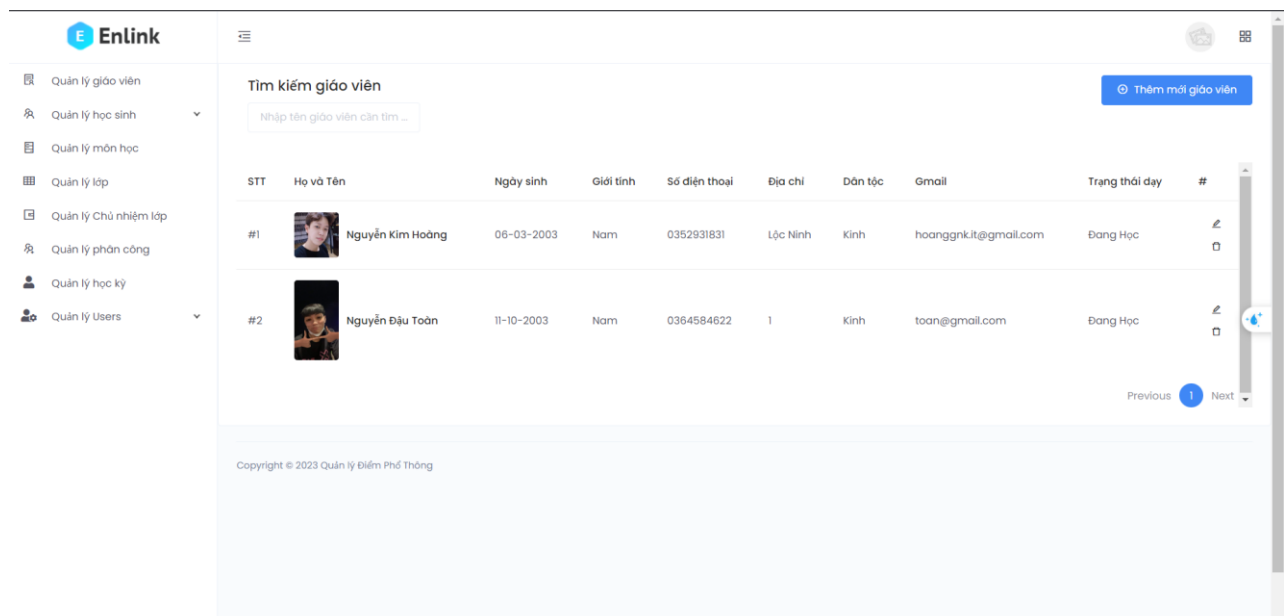 E Enlink
Quản lý giáo viên
Quản lý học sinh
Quản lý môn học
Quản lý lớp
Quản lý Chủ nhiệm lớp
Quản lý phân công
Quản lý học kỳ
Quản lý Users
Tìm kiếm giáo viên
Thêm mới giáo viên
Nhập tên giáo viên cần tìm ...
STT Họ và Tên Ngày sinh Giới tính Số điện thoại Địa chỉ Dân tộc Gmail Trạng thái dạy #
#1 Nguyễn Kim Hoàng 06-03-2003 Nam 0352931831 Lộc Ninh Kinh hoanggnk.it@gmail.com Đang Học
#2 Nguyễn Đậu Toàn 11-10-2003 Nam 0364584622 1 Kinh toan@gmail.com Đang Học
Previous 1 Next
Copyright © 2023 Quản lý Điểm Phổ Thông